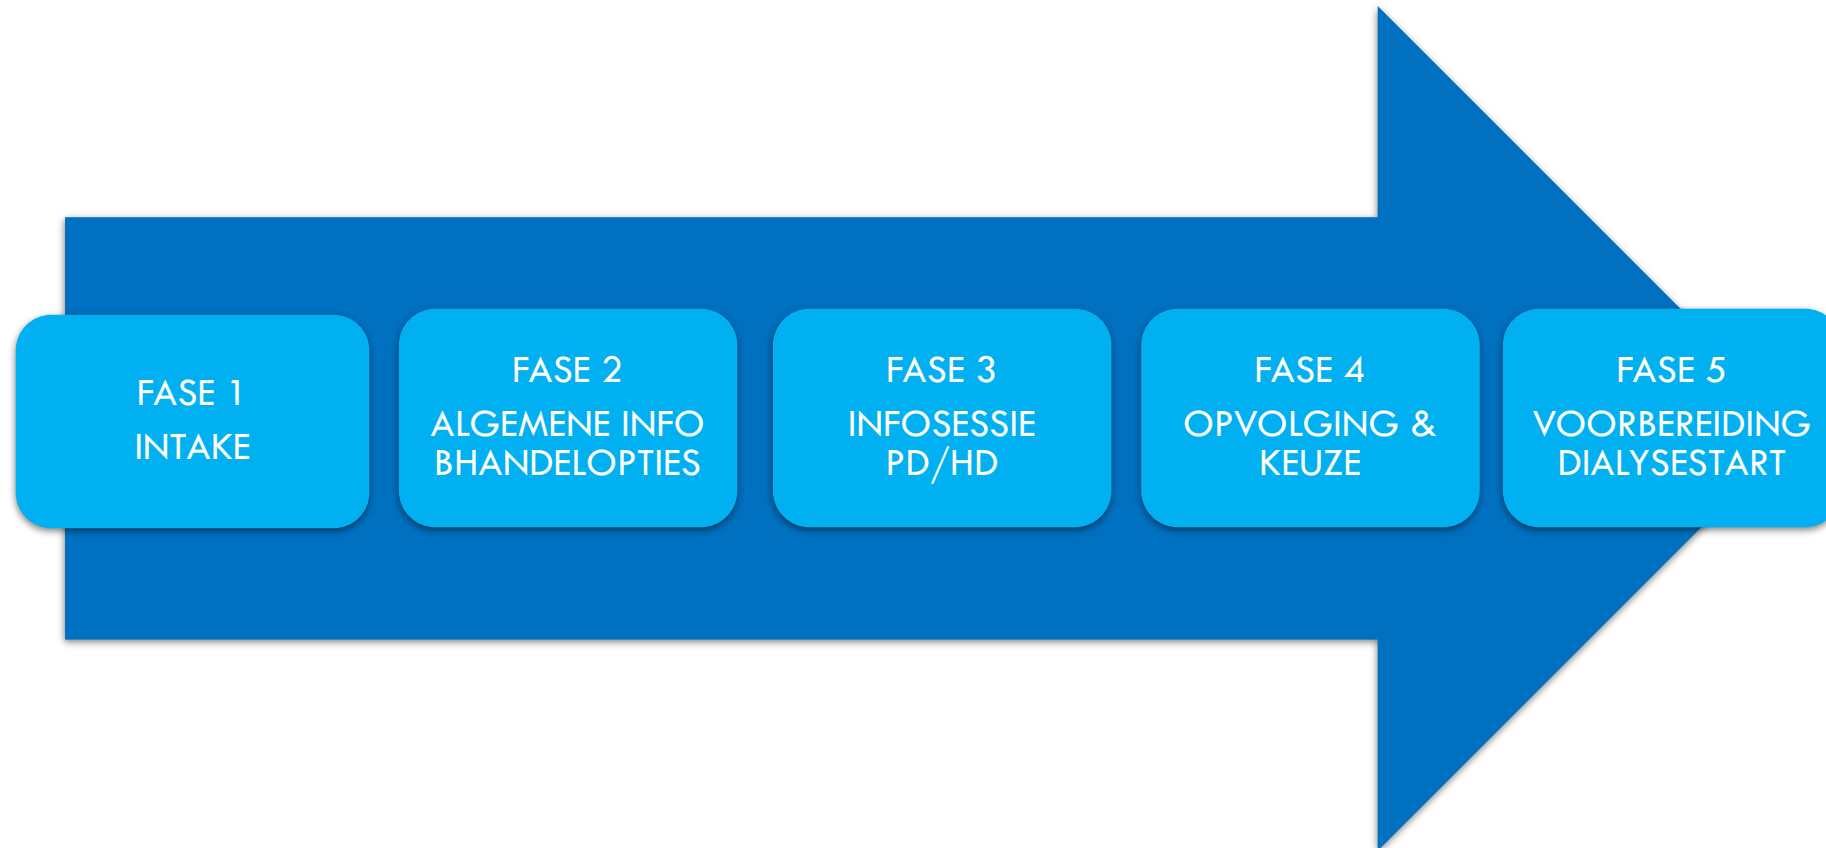 FASE 1
INTAKE
FASE 2
ALGEMENE INFO
BHANDELOPTIES
FASE 3
INFOSESSIE
PD/HD
FASE 4
OPVOLGING &
KEUZE
FASE 5
VOORBEREIDING
DIALYSESTART